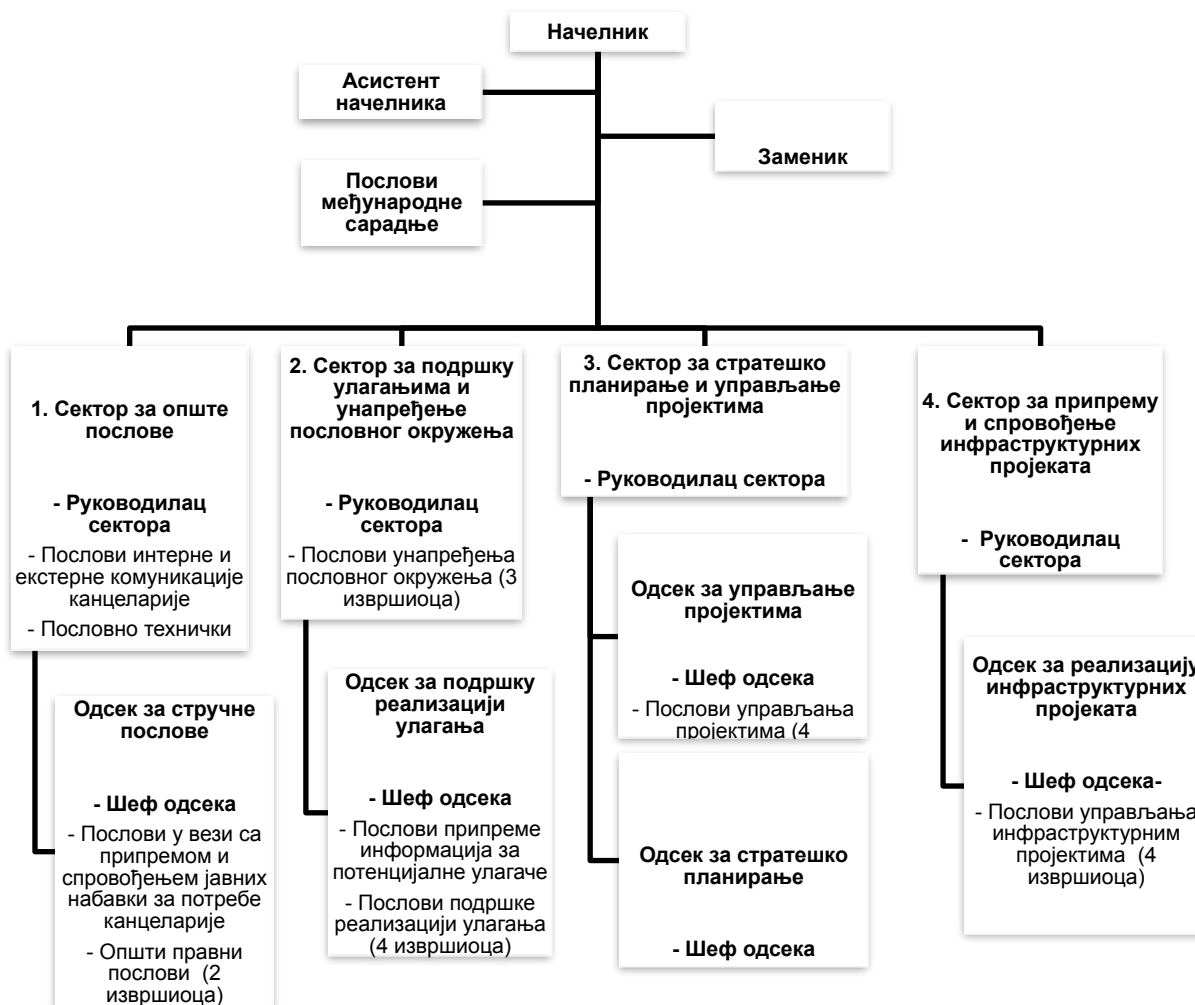 Начелник
Асистент
начелника
Заменик
Послови
међународне
сарадње
1. Сектор за опште
послове
- Руководилац
сектора
- Послови интерне и
екстерне комуникације
канцеларије
- Пословно технички
Одсек за стручне
послове
- Шеф одсека
- Послови у вези са
припремом и
спровођењем јавних
набавки за потребе
канцеларије
- Општи правни
послови (2
извршиоца)
2. Сектор за подршку
улагањима и
унапређење
пословног окружења
- Руководилац
сектора
- Послови унапређења
пословног окружења (3
извршиоца)
Одсек за подршку
реализацији
улагања
- Шеф одсека
- Послови припреме
информација за
потенцијалне улагаче
- Послови подршке
реализацији улагања
(4 извршиоца)
3. Сектор за стратешко
планирање и управљање
пројектима
- Руководилац сектора
Одсек за управљање
пројектима
- Шеф одсека
- Послови управљања
пројектима (4
Одсек за стратешко
планирање
- Шеф одсека
4. Сектор за припрему
и спровођење
инфраструктурних
пројеката
- Руководилац
сектора
Одсек за реализацију
инфраструктурних
пројеката
- Шеф одсека-
- Послови управљања
инфраструктурним
пројектима (4
извршиоца)